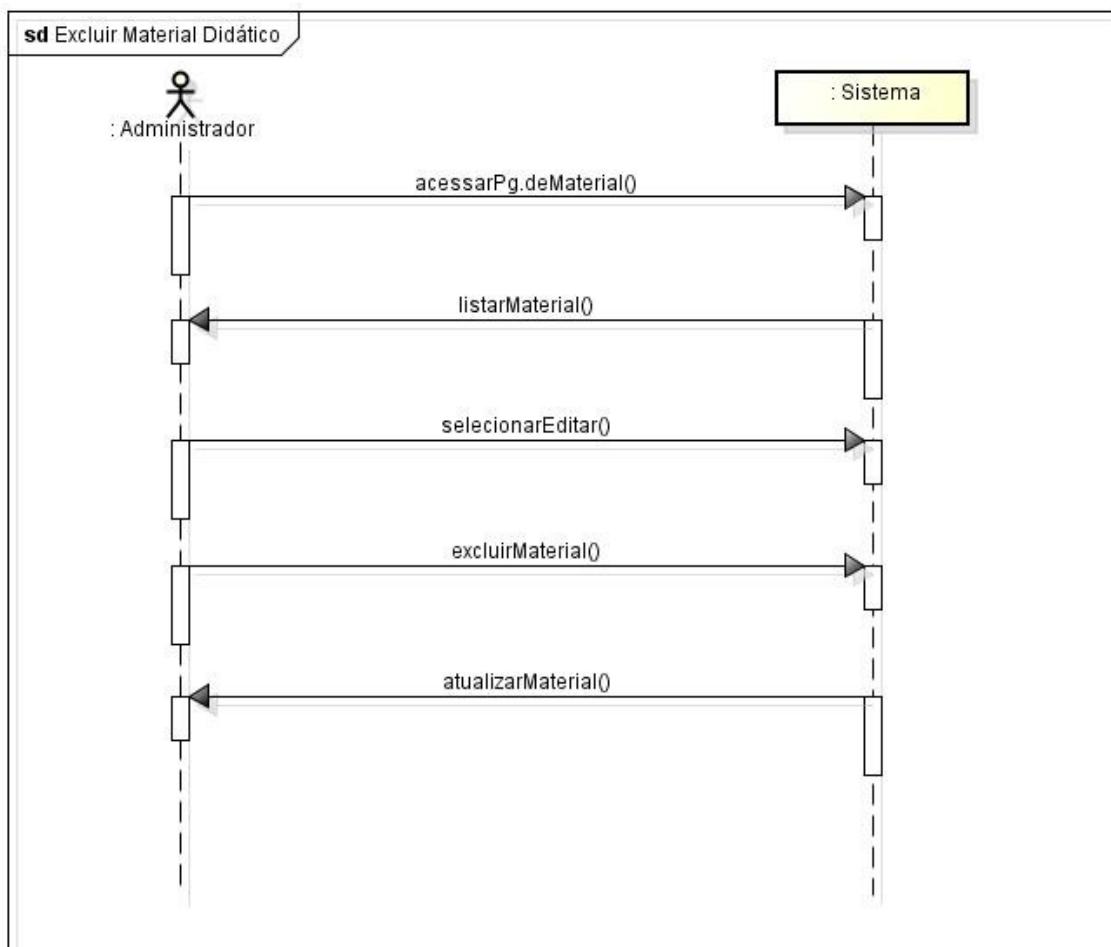 sd Excluir Material Didático
: Administrador
: Sistema
acessarPg.deMaterial()
listarMaterial()
selecionarEditar()
excluirMaterial()
atualizarMaterial()